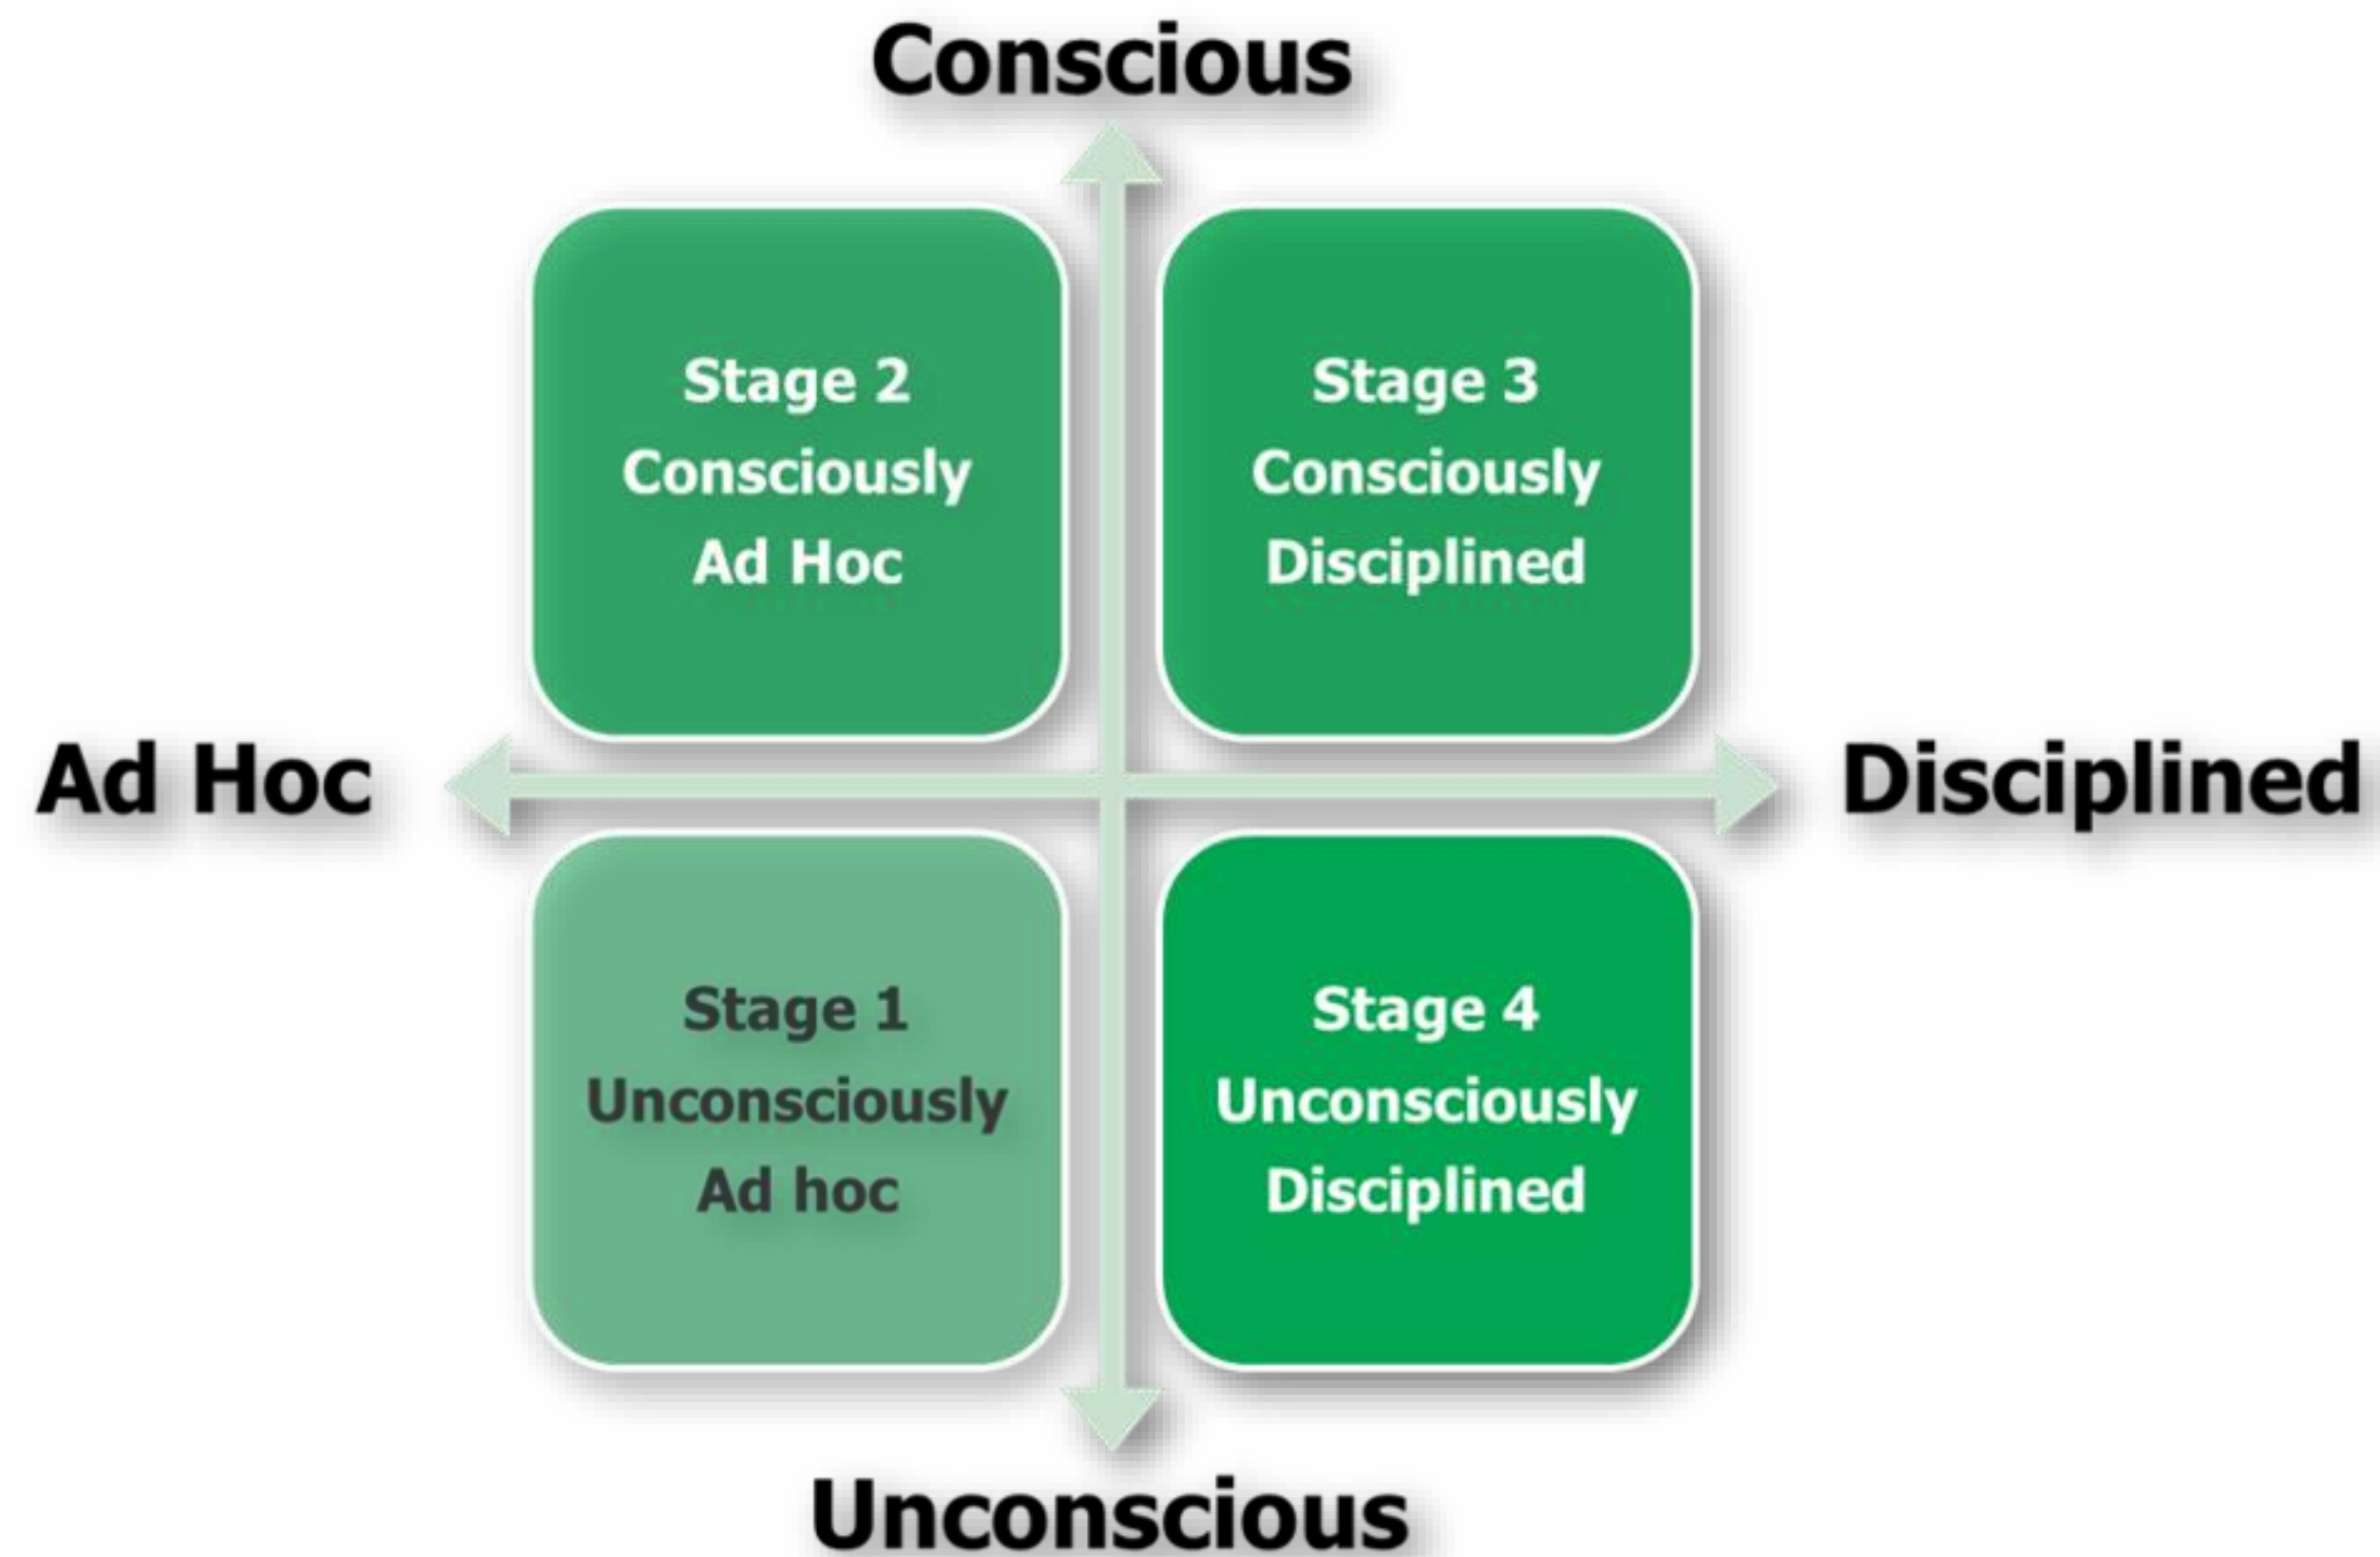 Conscious
Stage 2
Consciously
Ad Hoc
Stage 3
Consciously
Disciplined
Ad Hoc
Disciplined
Stage 1
Unconsciously
Ad hoc
Stage 4
Unconsciously
Disciplined
Unconscious